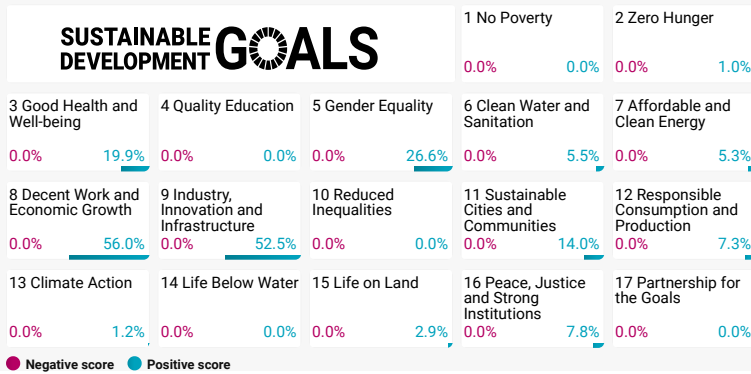 SUSTAINABLE DEVELOPMENT GOALS
1 No Poverty
0.0% 0.0%
2 Zero Hunger
0.0% 1.0%
3 Good Health and
Well-being
0.0% 19.9%
4 Quality Education
0.0% 0.0%
5 Gender Equality
0.0% 26.6%
6 Clean Water and
Sanitation
0.0% 5.5%
7 Affordable and
Clean Energy
0.0% 5.3%
8 Decent Work and
Economic Growth
0.0% 56.0%
9 Industry,
Innovation and
Infrastructure
0.0% 52.5%
10 Reduced
Inequalities
0.0% 0.0%
11 Sustainable
Cities and
Communities
0.0% 14.0%
12 Responsible
Consumption and
Production
0.0% 7.3%
13 Climate Action
0.0% 1.2%
14 Life Below Water
0.0% 0.0%
15 Life on Land
0.0% 2.9%
16 Peace, Justice
and Strong
Institutions
0.0% 7.8%
17 Partnership for
the Goals
0.0% 0.0%
Negative score Positive score